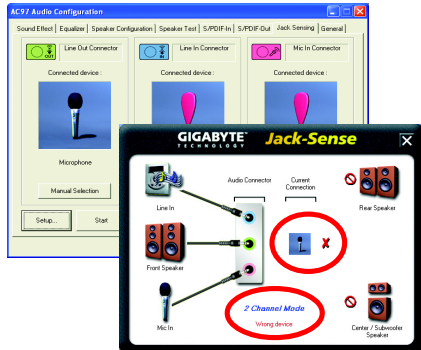 AC97 Audio Configuration
Sound Effect Equalizer Speaker Configuration Speaker Test S/PDIF-In S/PDIF-Out Jack Sensing General
OUT Line Out Connector
IN Line In Connector
Mic In Connector
Connected device :
Connected device :
Connected device :
Microphone
Manual Selection
Setup...
Start
GIGABYTE™
TECHNOLOGY
Jack-Sense
Audio Connector
Current Connection
Line In
Rear Speaker
Front Speaker
Mic In
2 Channel Mode
Wrong device
Center / Subwoofer
Speaker